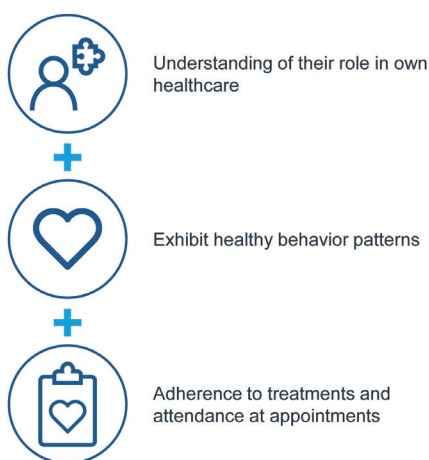 Understanding of their role in own
healthcare
Exhibit healthy behavior patterns
Adherence to treatments and
attendance at appointments